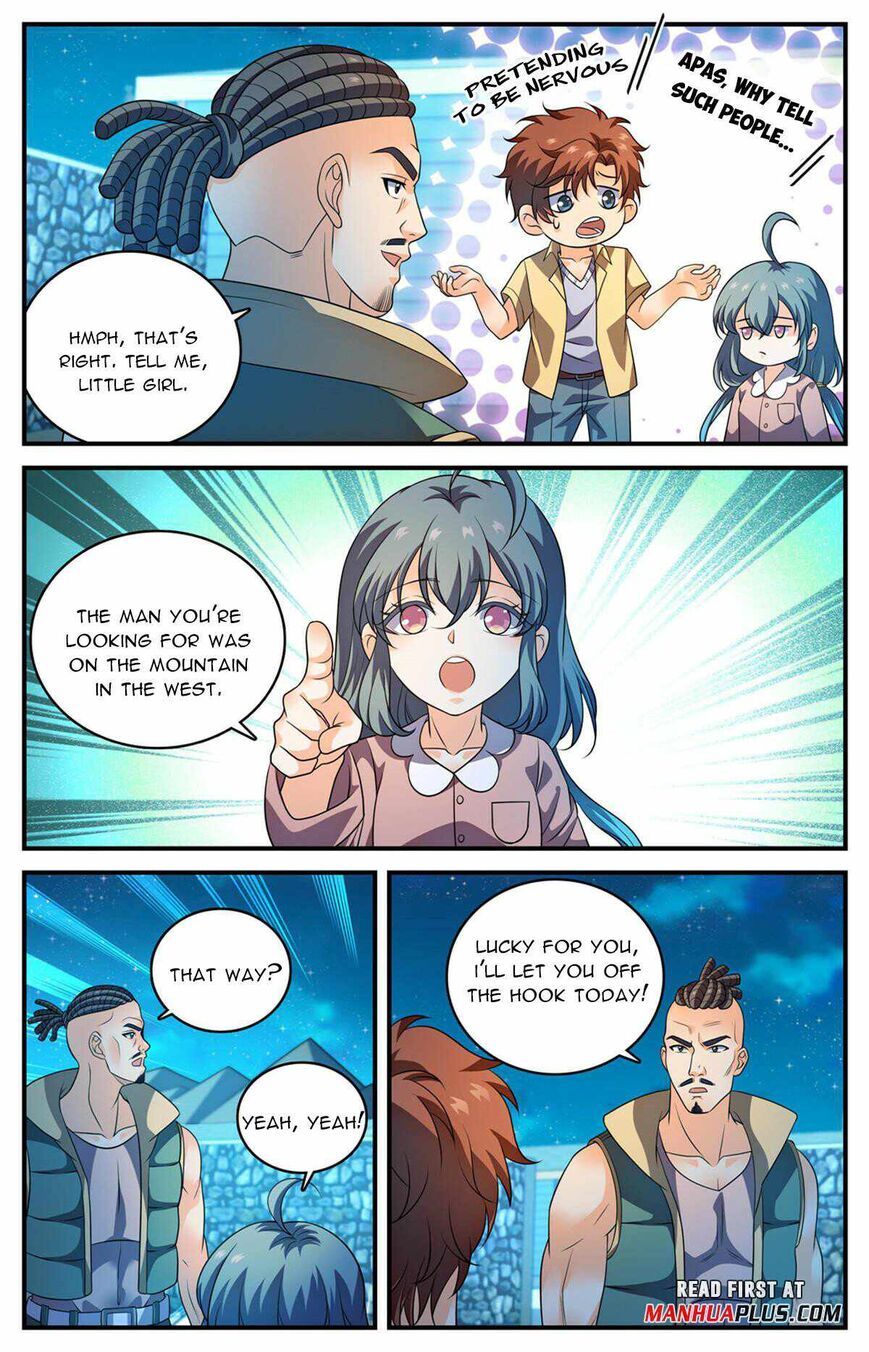 PRETENDING
TO BE NERVOUS
APAS, WHY TELL
SUCH PEOPLE...
HMPH, THAT'S
RIGHT. TELL ME,
LITTLE GIRL.
THE MAN YOU'RE
LOOKING FOR WAS
ON THE MOUNTAIN
IN THE WEST.
THAT WAY?
YEAH, YEAH!
LUCKY FOR YOU,
I'LL LET YOU OFF
THE HOOK TODAY!
READ FIRST AT
MANHUAPLUS.COM